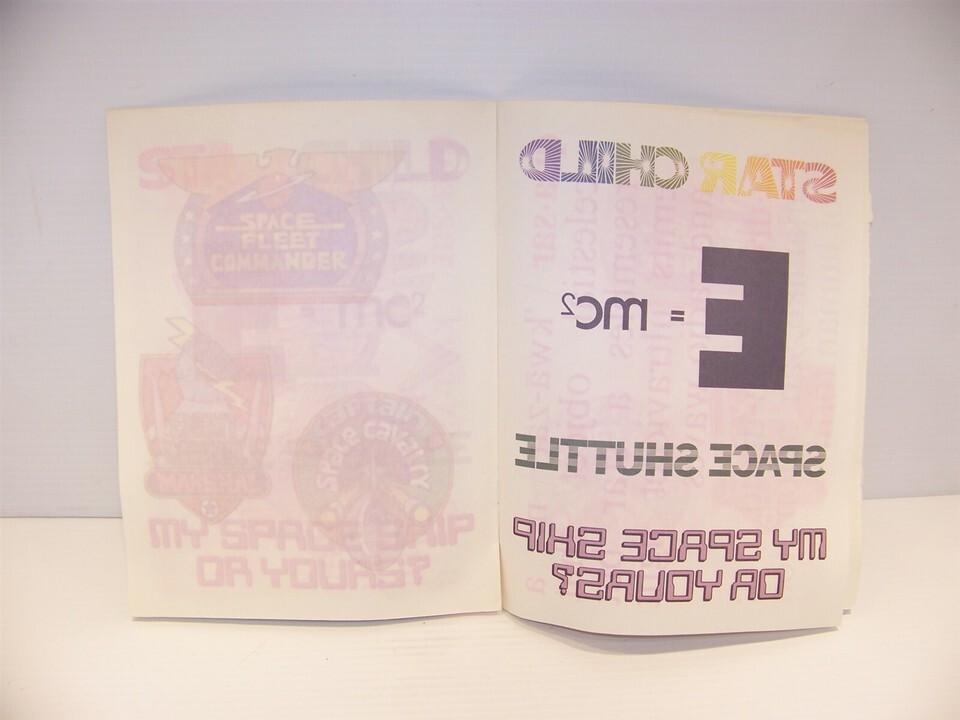 SPACE
FLEET
COMMANDER
mc²
Space Cavalry
MY SPACE SHIP
OR YOURS?
STAR CHILD
E = mc²
SPACE SHUTTLE
MY SPACE SHIP
OR YOURS?